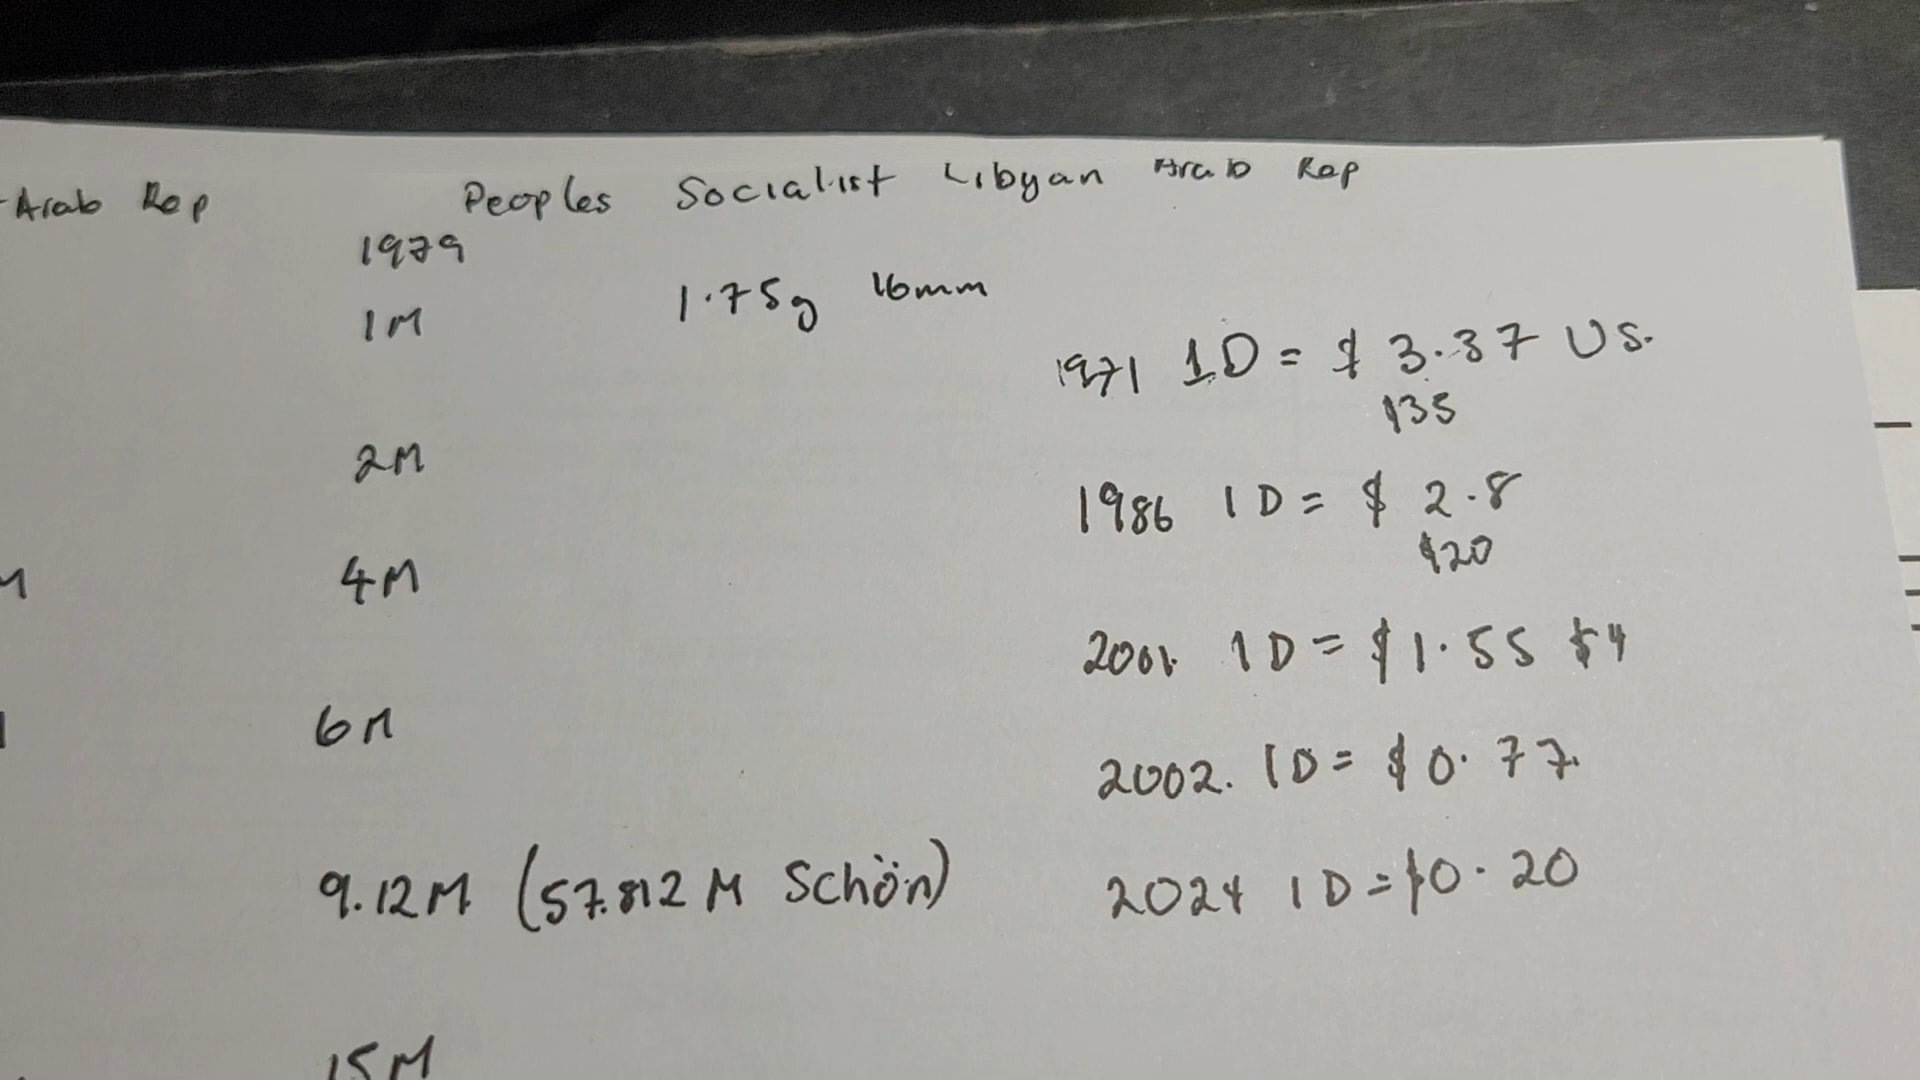 Arab Rep
Peoples Socialist Libyan Arab Rep
1979
1M
1.75g 16mm
2M
4M
6M
9.12M (57.812M Schön)
15M
1971 1D = $ 3.37 US.
$35
1986 1D = $ 2.8
$20
2001. 1D = $1.55 $4
2002. 1D = $0.77.
2024 1D = $0.20